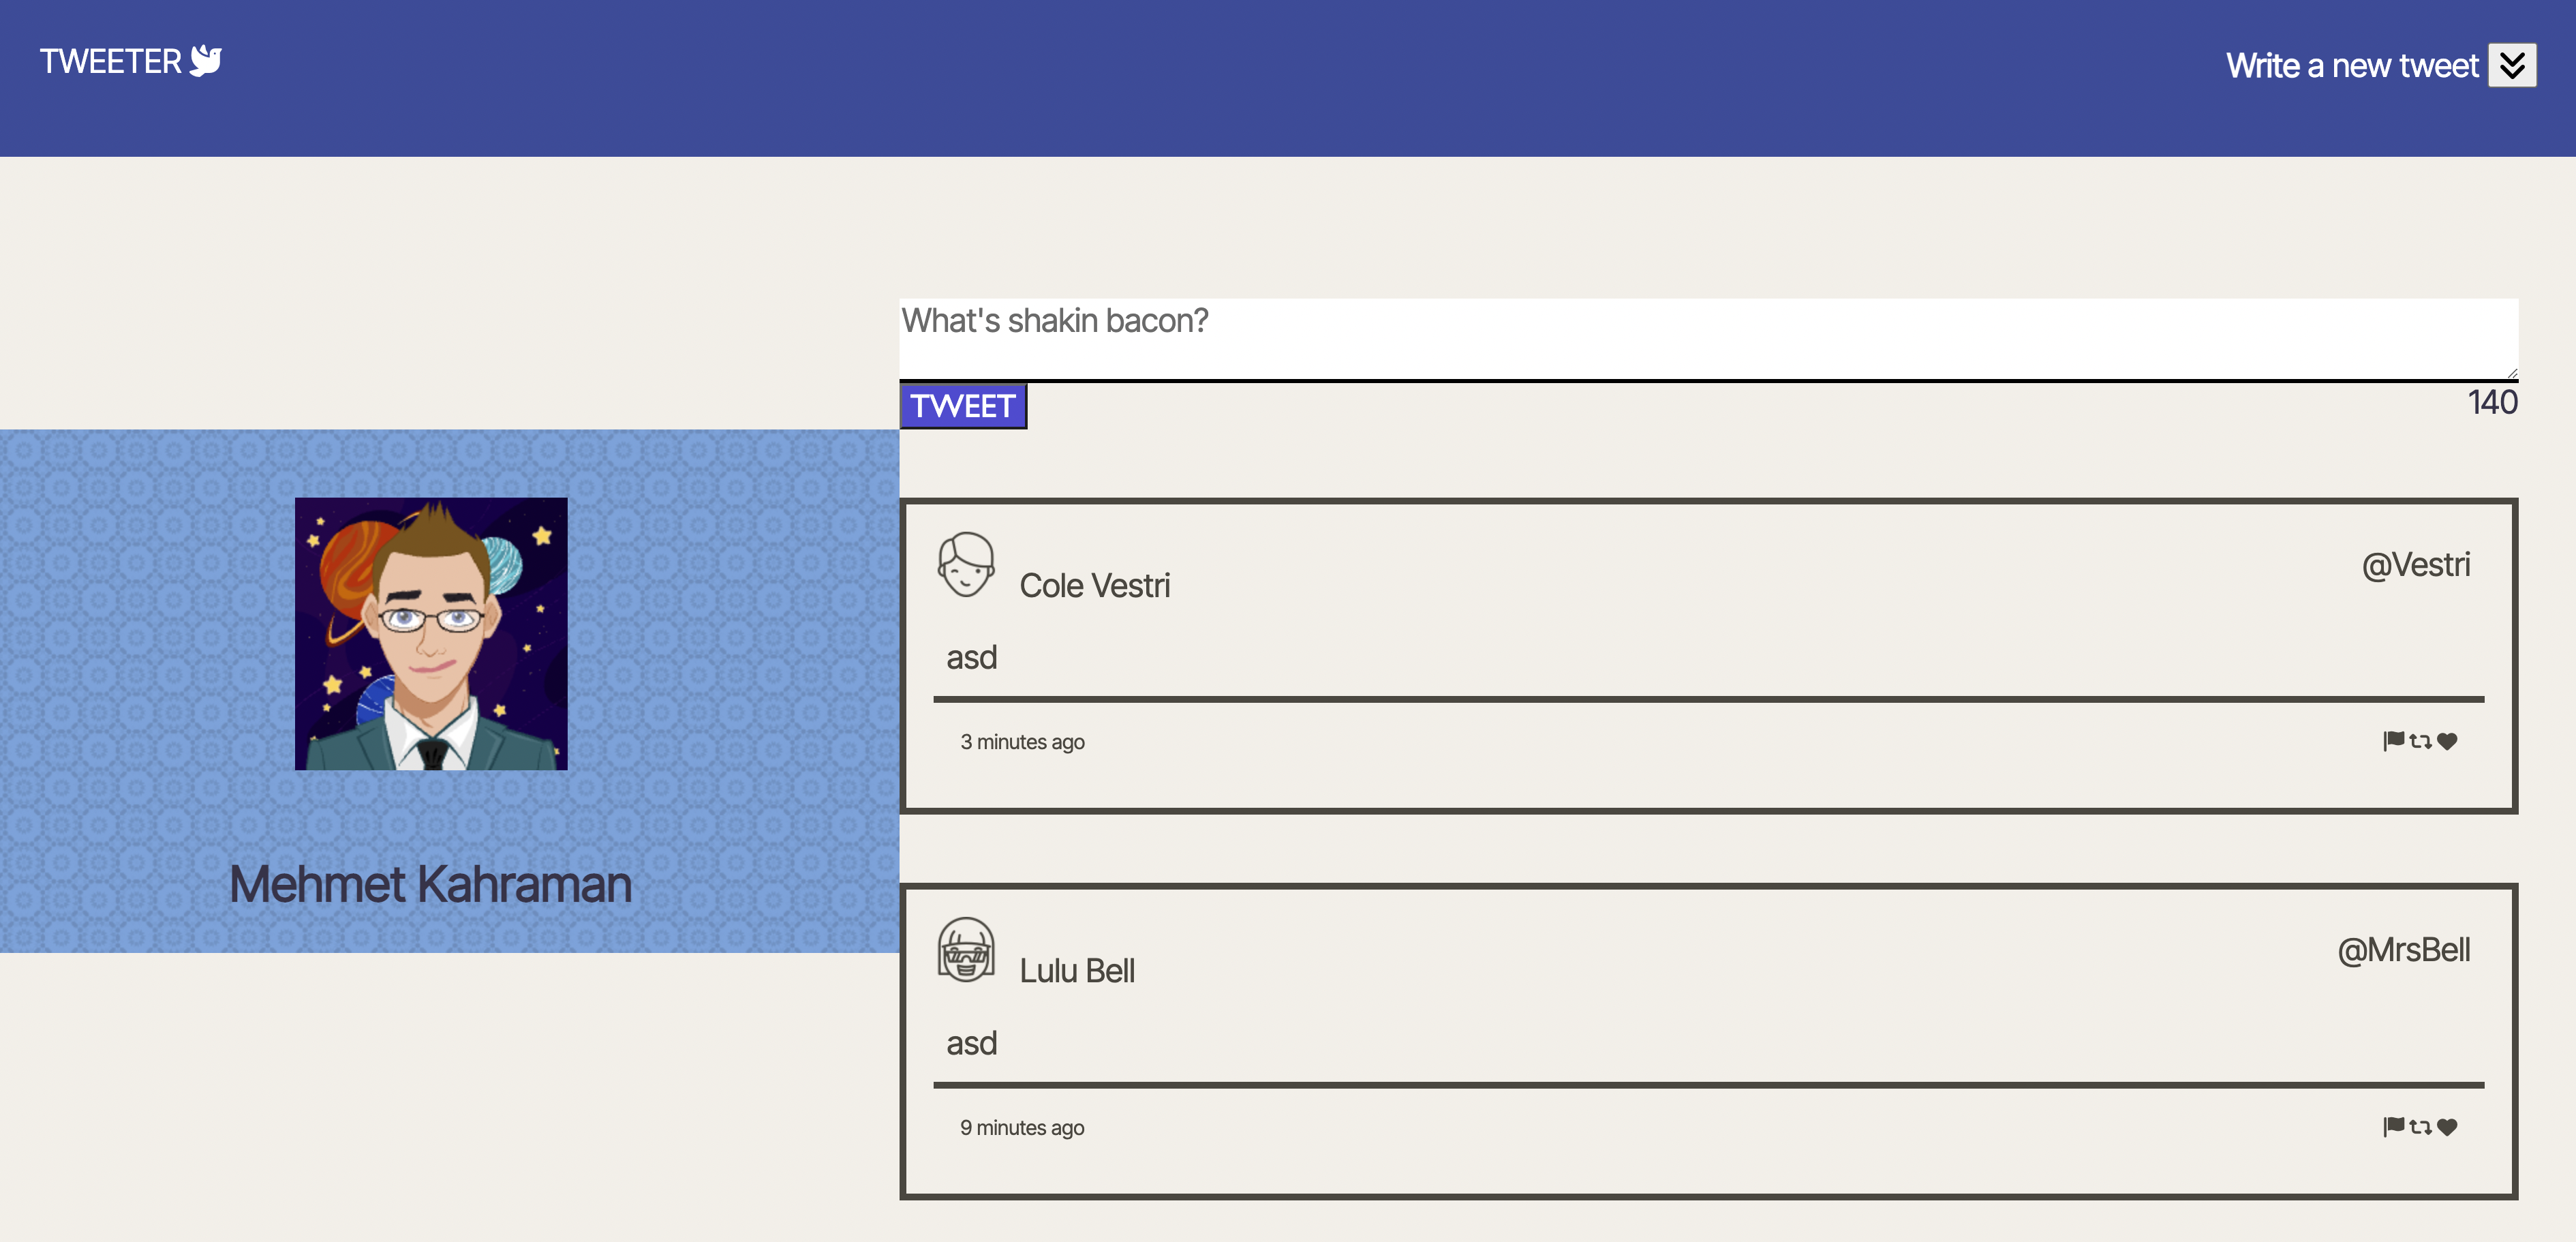 TWEETER
Write a new tweet
What's shakin bacon?
TWEET
140
Mehmet Kahraman
Cole Vestri
@Vestri
asd
3 minutes ago
Lulu Bell
@MrsBell
asd
9 minutes ago